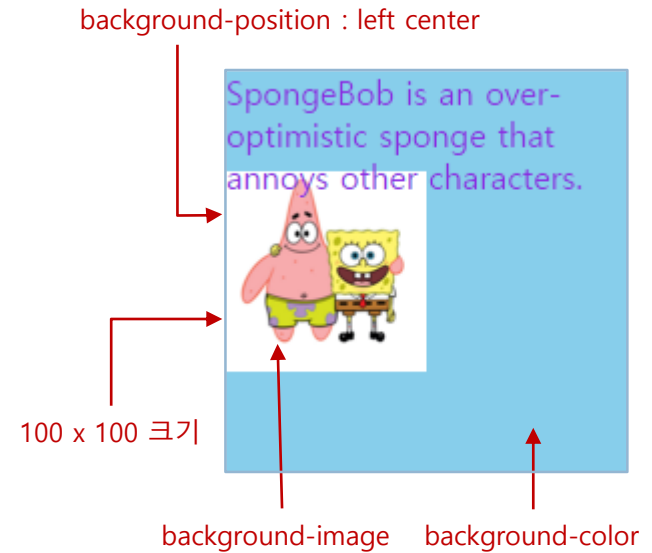 background-position : left center
SpongeBob is an over-
optimistic sponge that
annoys other characters.
100 x 100 크기
background-image
background-color